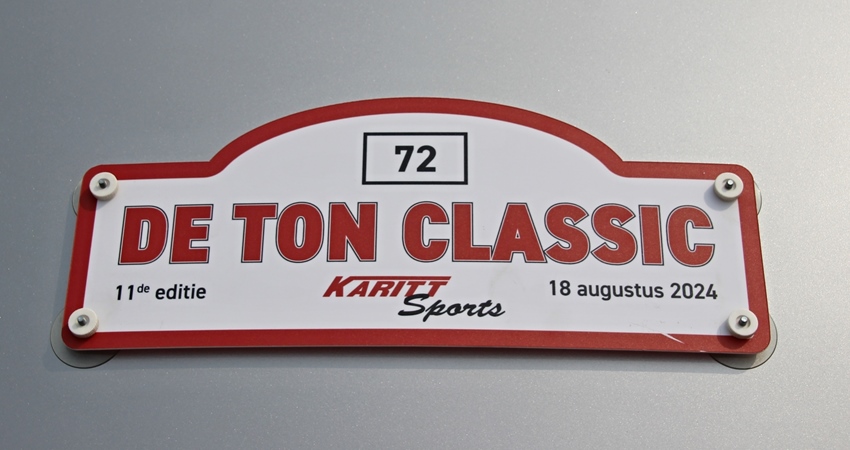 72
DE TON CLASSIC
11de editie
KARITT
Sports
18 augustus 2024